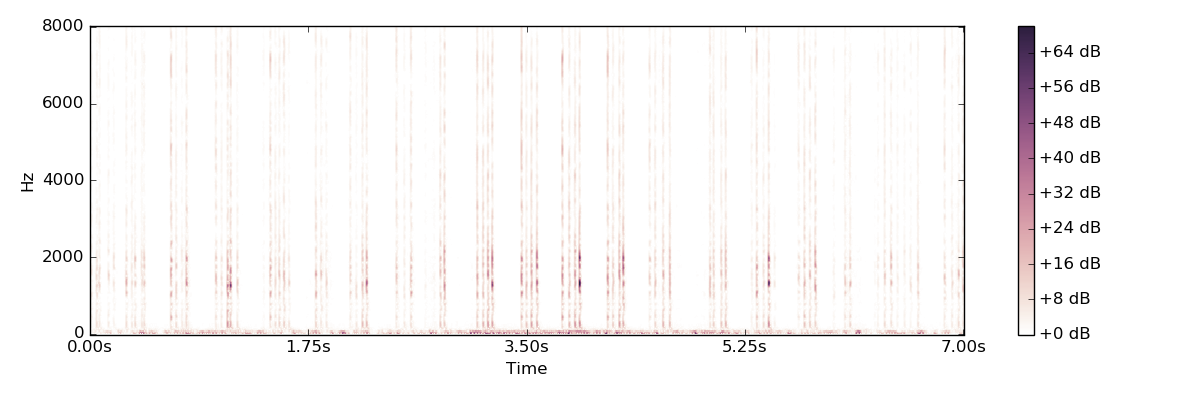 8000
6000
4000
2000
0
Hz
0.00s 1.75s 3.50s 5.25s 7.00s
Time
+64 dB
+56 dB
+48 dB
+40 dB
+32 dB
+24 dB
+16 dB
+8 dB
+0 dB